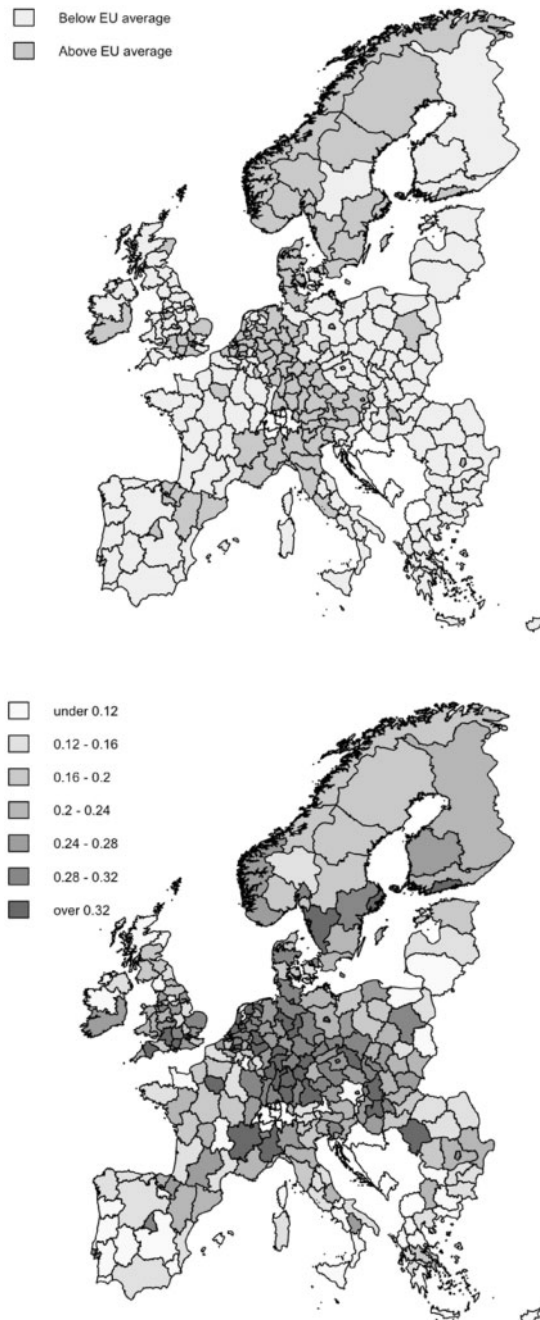 Below EU average
Above EU average
under 0.12
0.12 - 0.16
0.16 - 0.2
0.2 - 0.24
0.24 - 0.28
0.28 - 0.32
over 0.32